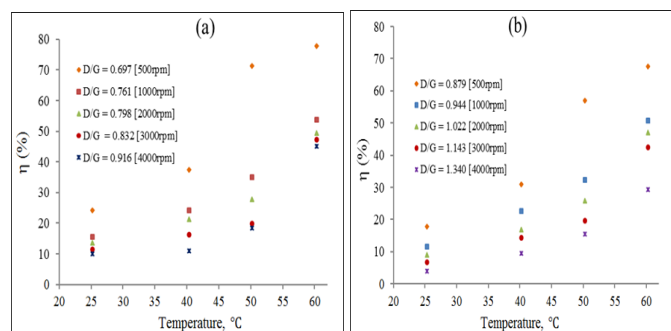 (a)
80
70
60
50
40
30
20
10
0
η (%)
D/G = 0.697 [500rpm]
D/G = 0.761 [1000rpm]
D/G = 0.798 [2000rpm]
D/G = 0.832 [3000rpm]
D/G = 0.916 [4000rpm]
20 25 30 35 40 45 50 55 60
Temperature, °C
(b)
80
70
60
50
40
30
20
10
0
η (%)
D/G = 0.879 [500rpm]
D/G = 0.944 [1000rpm]
D/G = 1.022 [2000rpm]
D/G = 1.143 [3000rpm]
D/G = 1.340 [4000rpm]
20 25 30 35 40 45 50 55 60
Temperature, °C